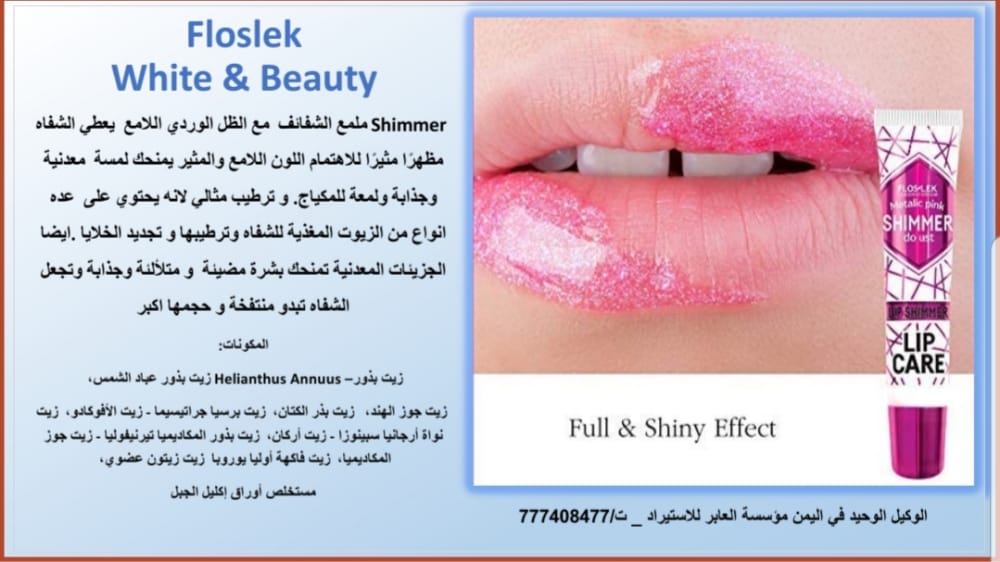 Floslek
White & Beauty
Shimmer ملمع الشفائف مع الظل الوردي اللامع يعطي الشفاه
مظهرًا مثيرًا للاهتمام اللون اللامع والمثير يمنحك لمسة معدنية
وجذابة ولمعة للمكياج. و ترطيب مثالي لانه يحتوي على عده
انواع من الزيوت المغذية للشفاه وترطيبها و تجديد الخلايا .ايضا
الجزيئات المعدنية تمنحك بشرة مضيئة و متلألئة وجذابة وتجعل
الشفاه تبدو منتفخة و حجمها اكبر
المكونات:
زيت بذور– Helianthus Annuus زيت بذور عباد الشمس،
زيت جوز الهند، زيت بذر الكتان، زيت برسيا جراتيسيما - زيت الأفوكادو، زيت
نواة أرجانيا سبينوزا - زيت أركان، زيت بذور المكاديميا تيرنيفوليا - زيت جوز
المكاديميا، زيت فاكهة أوليا يوروبا زيت زيتون عضوي،
مستخلص أوراق إكليل الجبل
FLOSLEK
Metalic pink
SHIMMER
do ust
LIP SHIMMER
LIP
CARE
Full & Shiny Effect
الوكيل الوحيد في اليمن مؤسسة العابر للاستيراد _ ت/777408477